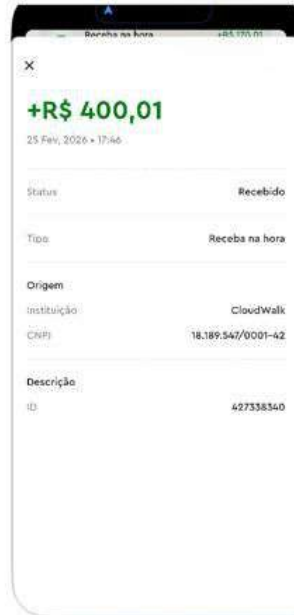 Receba na hora +R$ 170,01
+R$ 400,01
25 Fev, 2026 • 17:46
Status Recebido
Tipo Receba na hora
Origem
Instituição CloudWalk
CNPJ 18.189.547/0001-42
Descrição
ID 427338340